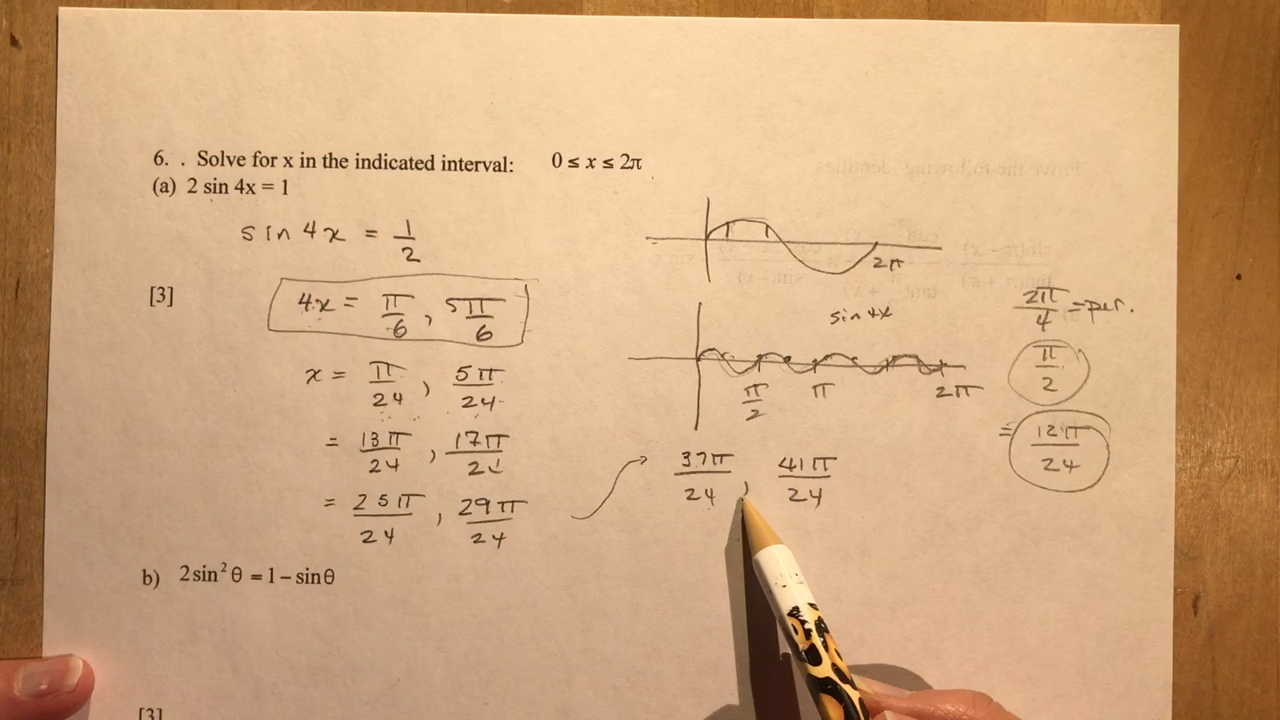 6. . Solve for x in the indicated interval: 0 ≤ x ≤ 2π
(a) 2 sin 4x = 1
sin 4x = 1/2
[3]
4x = π/6, 5π/6
x = π/24, 5π/24
= 13π/24, 17π/24
= 25π/24, 29π/24
37π/24, 41π/24
2π
sin 4x
π/2 π 2π
2π/4 = per.
π/2
= 12π/24
b) 2sin²θ = 1 – sinθ
[3]